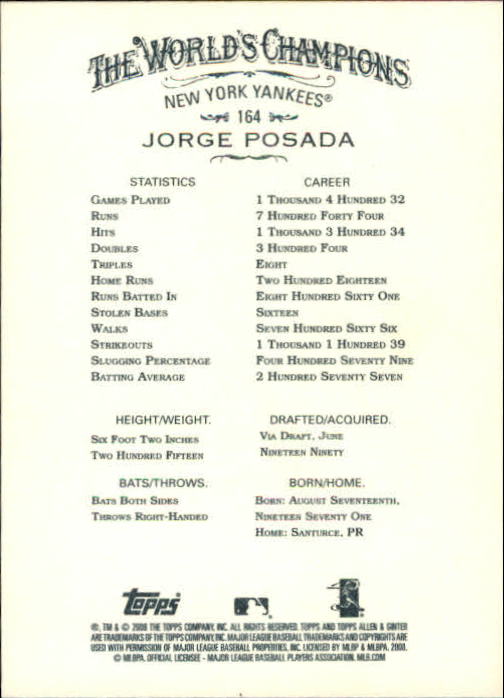 THE WORLD'S CHAMPIONS
NEW YORK YANKEES®
164
JORGE POSADA
STATISTICS CAREER
GAMES PLAYED 1 THOUSAND 4 HUNDRED 32
RUNS 7 HUNDRED FORTY FOUR
HITS 1 THOUSAND 3 HUNDRED 34
DOUBLES 3 HUNDRED FOUR
TRIPLES EIGHT
HOME RUNS TWO HUNDRED EIGHTEEN
RUNS BATTED IN EIGHT HUNDRED SIXTY ONE
STOLEN BASES SIXTEEN
WALKS SEVEN HUNDRED SIXTY SIX
STRIKEOUTS 1 THOUSAND 1 HUNDRED 39
SLUGGING PERCENTAGE FOUR HUNDRED SEVENTY NINE
BATTING AVERAGE 2 HUNDRED SEVENTY SEVEN
HEIGHT/WEIGHT.
SIX FOOT TWO INCHES
TWO HUNDRED FIFTEEN
DRAFTED/ACQUIRED.
VIA DRAFT, JUNE
NINETEEN NINETY
BATS/THROWS.
BATS BOTH SIDES
THROWS RIGHT-HANDED
BORN/HOME.
BORN: AUGUST SEVENTEENTH,
NINETEEN SEVENTY ONE
HOME: SANTURCE, PR
Topps
®, TM & © 2008 THE TOPPS COMPANY, INC. ALL RIGHTS RESERVED. TOPPS AND TOPPS ALLEN & GINTER
ARE TRADEMARKS OF THE TOPPS COMPANY, INC. MAJOR LEAGUE BASEBALL TRADEMARKS AND COPYRIGHTS ARE
USED WITH PERMISSION OF MAJOR LEAGUE BASEBALL PROPERTIES, INC. LICENSED BY MLBP & MLBPA, 2008.
© MLBPA. OFFICIAL LICENSEE - MAJOR LEAGUE BASEBALL PLAYERS ASSOCIATION. MLB.COM